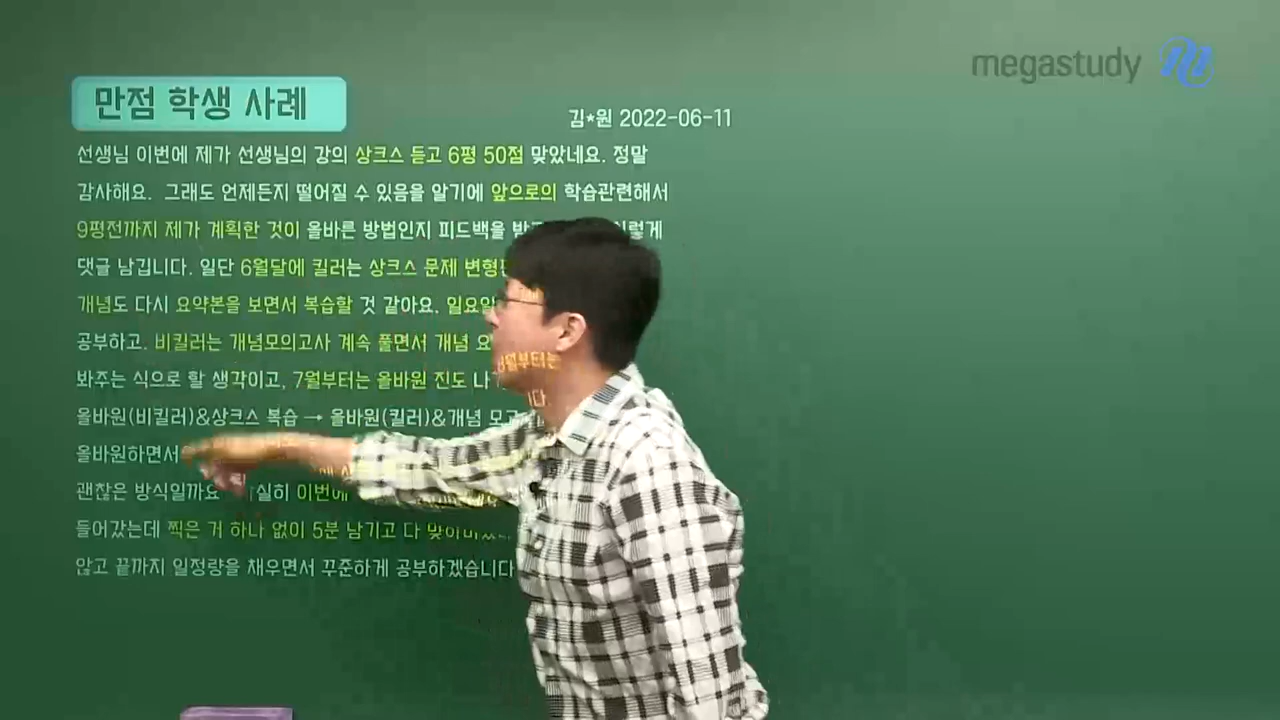 megastudy
만점 학생 사례
김*원 2022-06-11
선생님 이번에 제가 선생님의 강의 상크스 듣고 6평 50점 맞았네요. 정말
감사해요. 그래도 언제든지 떨어질 수 있음을 알기에 앞으로의 학습관련해서
9평전까지 제가 계획한 것이 올바른 방법인지 피드백을
댓글 남깁니다. 일단 6월달에 킬러는 상크스 문제
개념도 다시 요약본을 보면서 복습할 것 같아요.
공부하고. 비킬러는 개념모의고사 계속 풀면서 개념
8월부터는
봐주는 식으로 할 생각이고, 7월부터는 올바원 진도
올바원(비킬러)&상크스 복습 → 올바원(킬러)&개념
올바원하면서
괜찮은 방식일까요 이번에
들어갔는데 찍은 거 하나 없이 5분 남기고 다
않고 끝까지 일정량을 채우면서 꾸준하게 공부하겠습니다